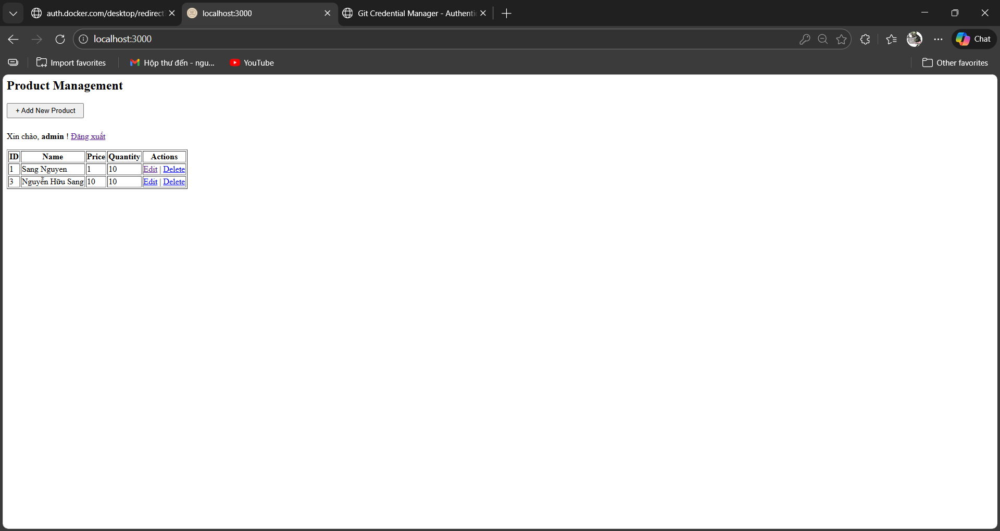 auth.docker.com/desktop/redirect
localhost:3000
Git Credential Manager - Authenti
localhost:3000
Chat
Import favorites
Hộp thư đến - ngu...
YouTube
Other favorites
Product Management
+ Add New Product
Xin chào, admin ! Đăng xuất
ID Name Price Quantity Actions
1 Sang Nguyen 1 10 Edit | Delete
3 Nguyễn Hữu Sang 10 10 Edit | Delete